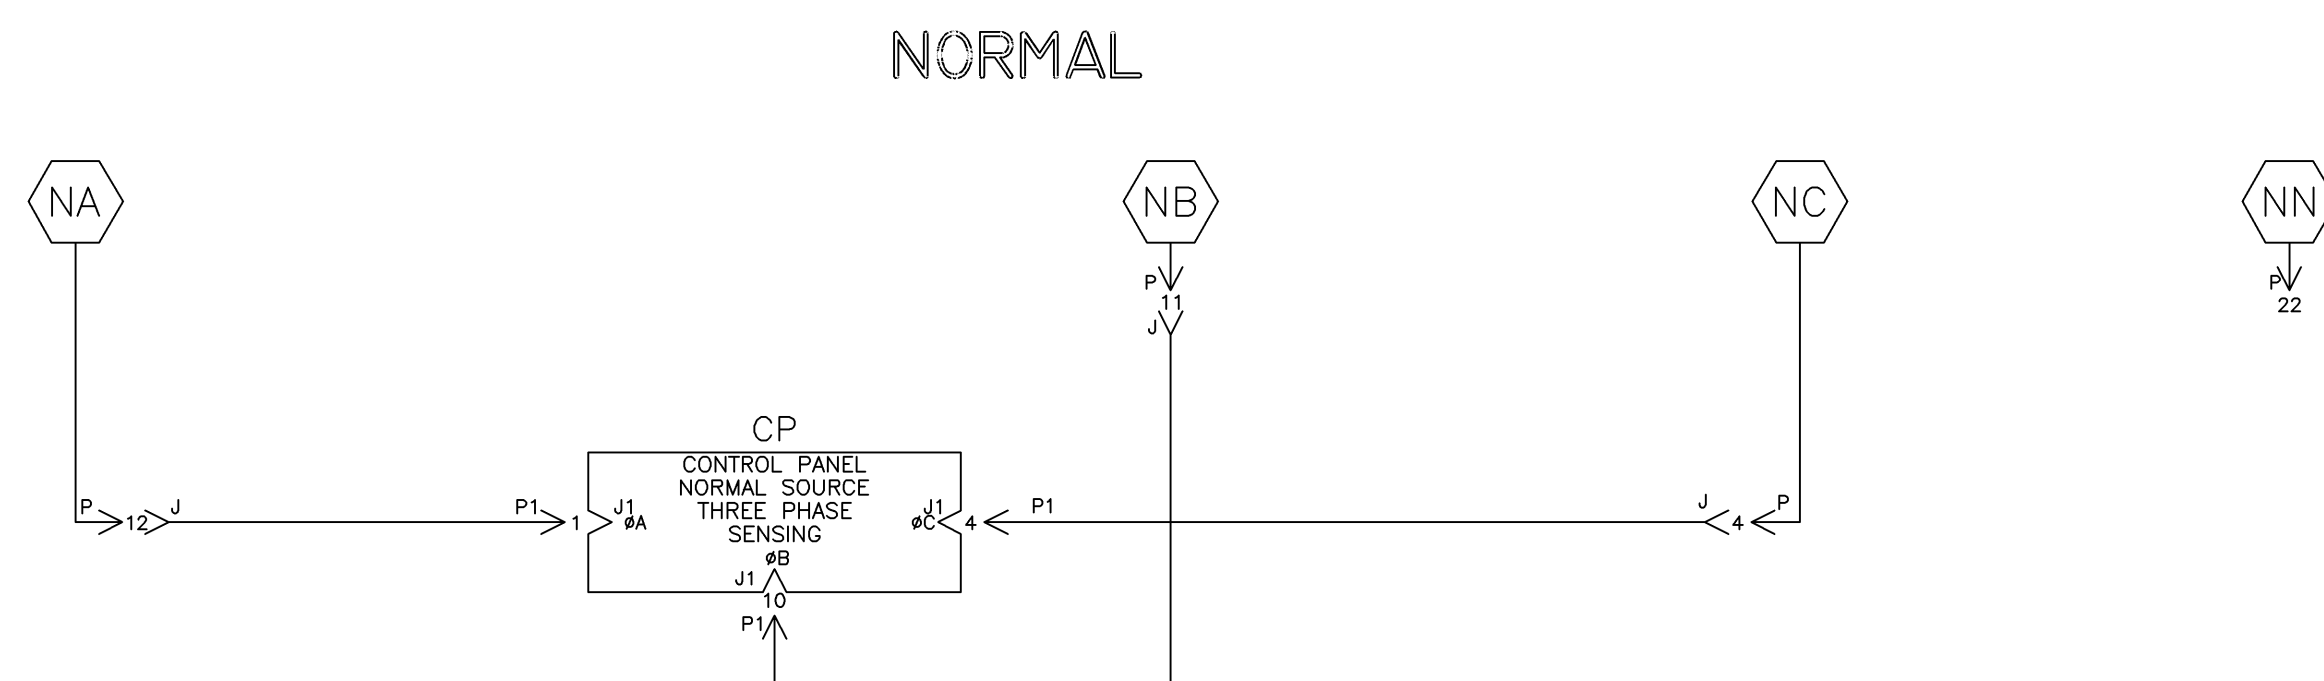 NORMAL
NA
NB
NC
NN
P
11
J
P
22
CP
CONTROL PANEL
NORMAL SOURCE
THREE PHASE
SENSING
P
12
J
P1
1
J1
øA
J1
øC
4
P1
J
4
P
øB
J1
10
P1